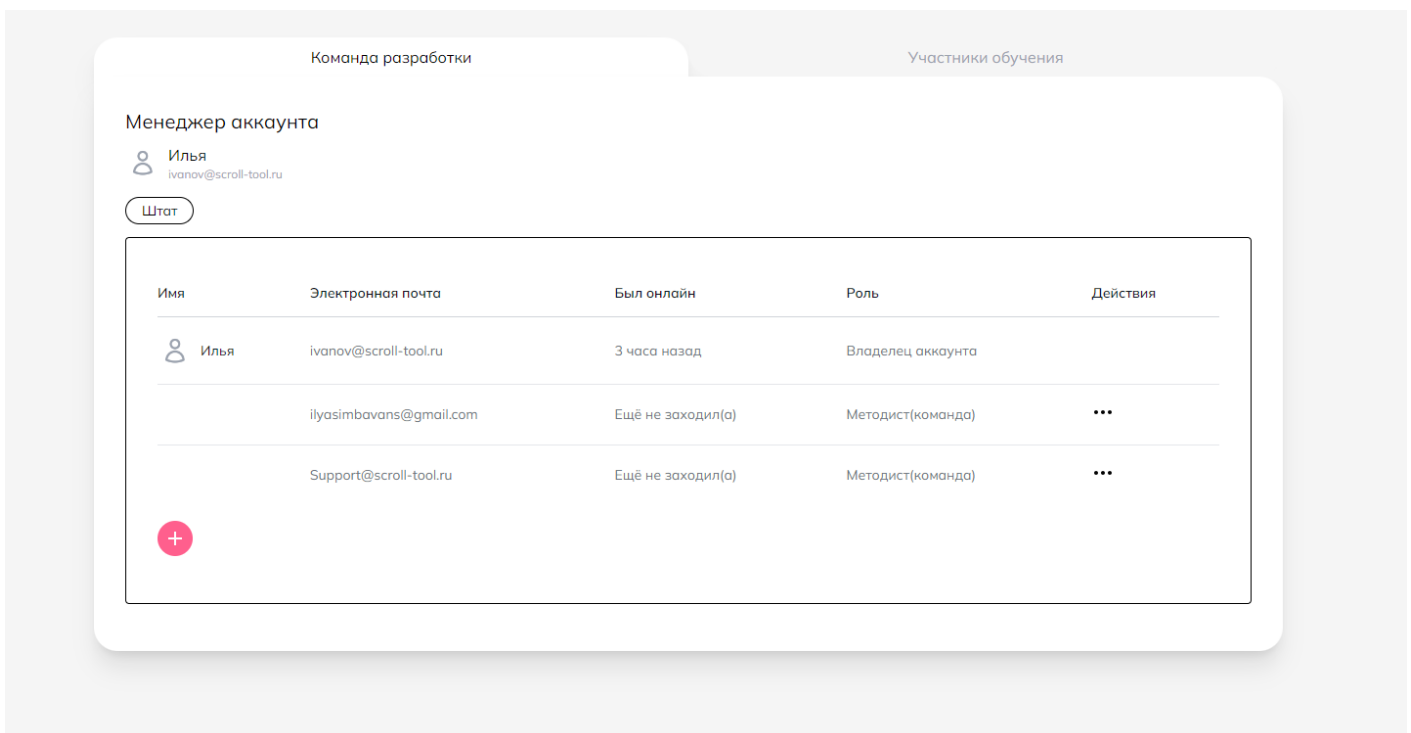 Команда разработки Участники обучения
Менеджер аккаунта
Илья
ivanov@scroll-tool.ru
Штат
Имя Электронная почта Был онлайн Роль Действия
Илья ivanov@scroll-tool.ru 3 часа назад Владелец аккаунта
ilyasimbavans@gmail.com Ещё не заходил(а) Методист(команда)
Support@scroll-tool.ru Ещё не заходил(а) Методист(команда)